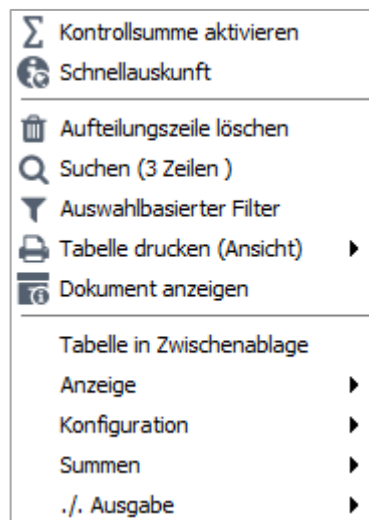 Kontrollsumme aktivieren
Schnellauskunft
Aufteilungszeile löschen
Suchen (3 Zeilen )
Auswahlbasierter Filter
Tabelle drucken (Ansicht)
Dokument anzeigen
Tabelle in Zwischenablage
Anzeige
Konfiguration
Summen
./. Ausgabe